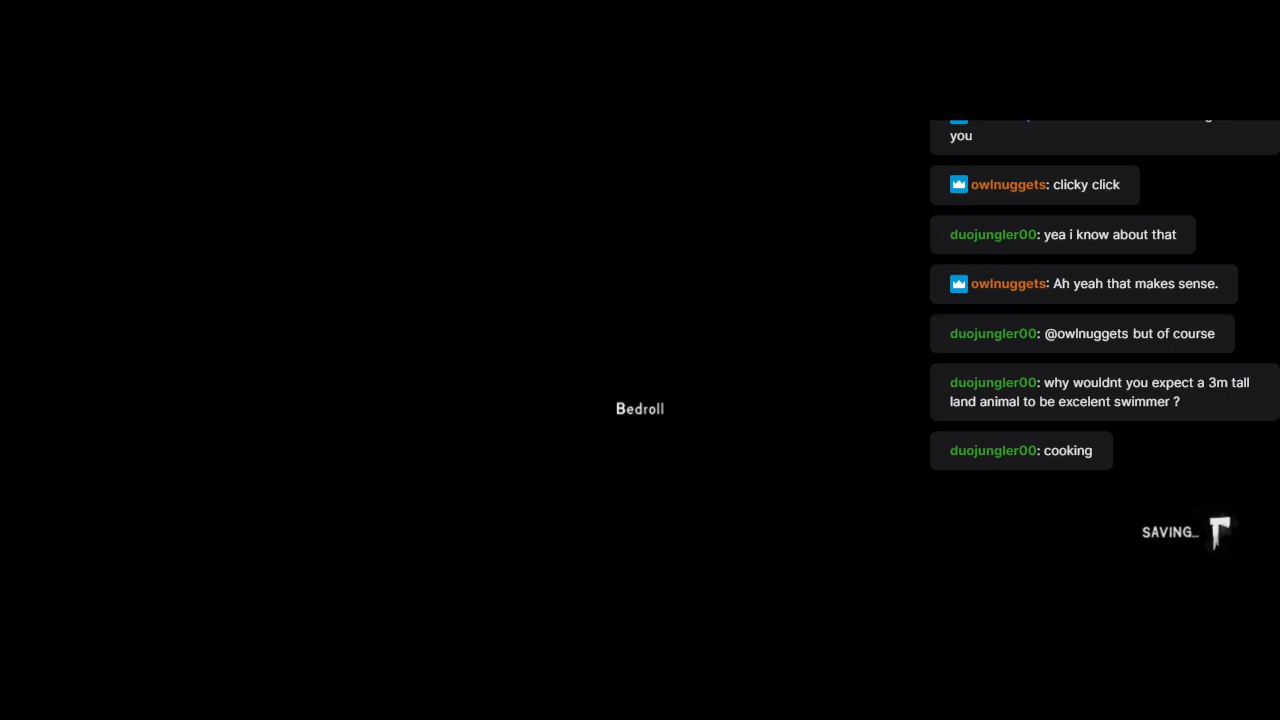 you
owlnuggets: clicky click
duojungler00: yea i know about that
owlnuggets: Ah yeah that makes sense.
duojungler00: @owlnuggets but of course
duojungler00: why wouldnt you expect a 3m tall
land animal to be excelent swimmer ?
Bedroll
duojungler00: cooking
SAVING...